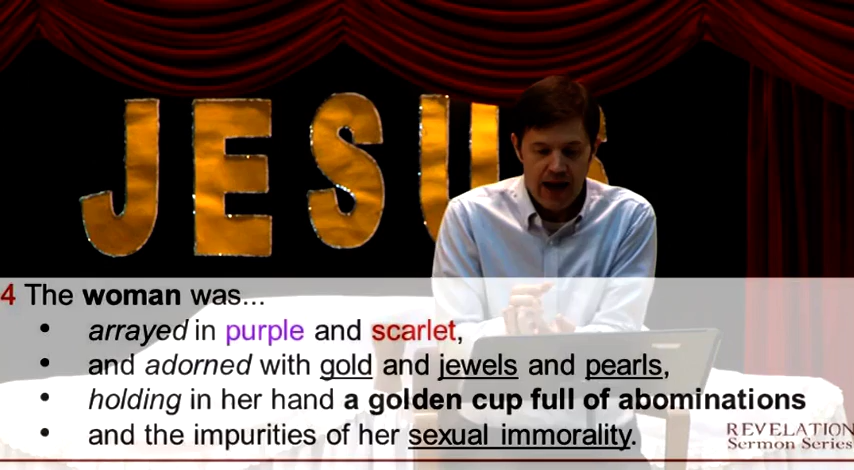 JESUS
4 The woman was...
• arrayed in purple and scarlet,
• and adorned with gold and jewels and pearls,
• holding in her hand a golden cup full of abominations
• and the impurities of her sexual immorality.
REVELATION
Sermon Series